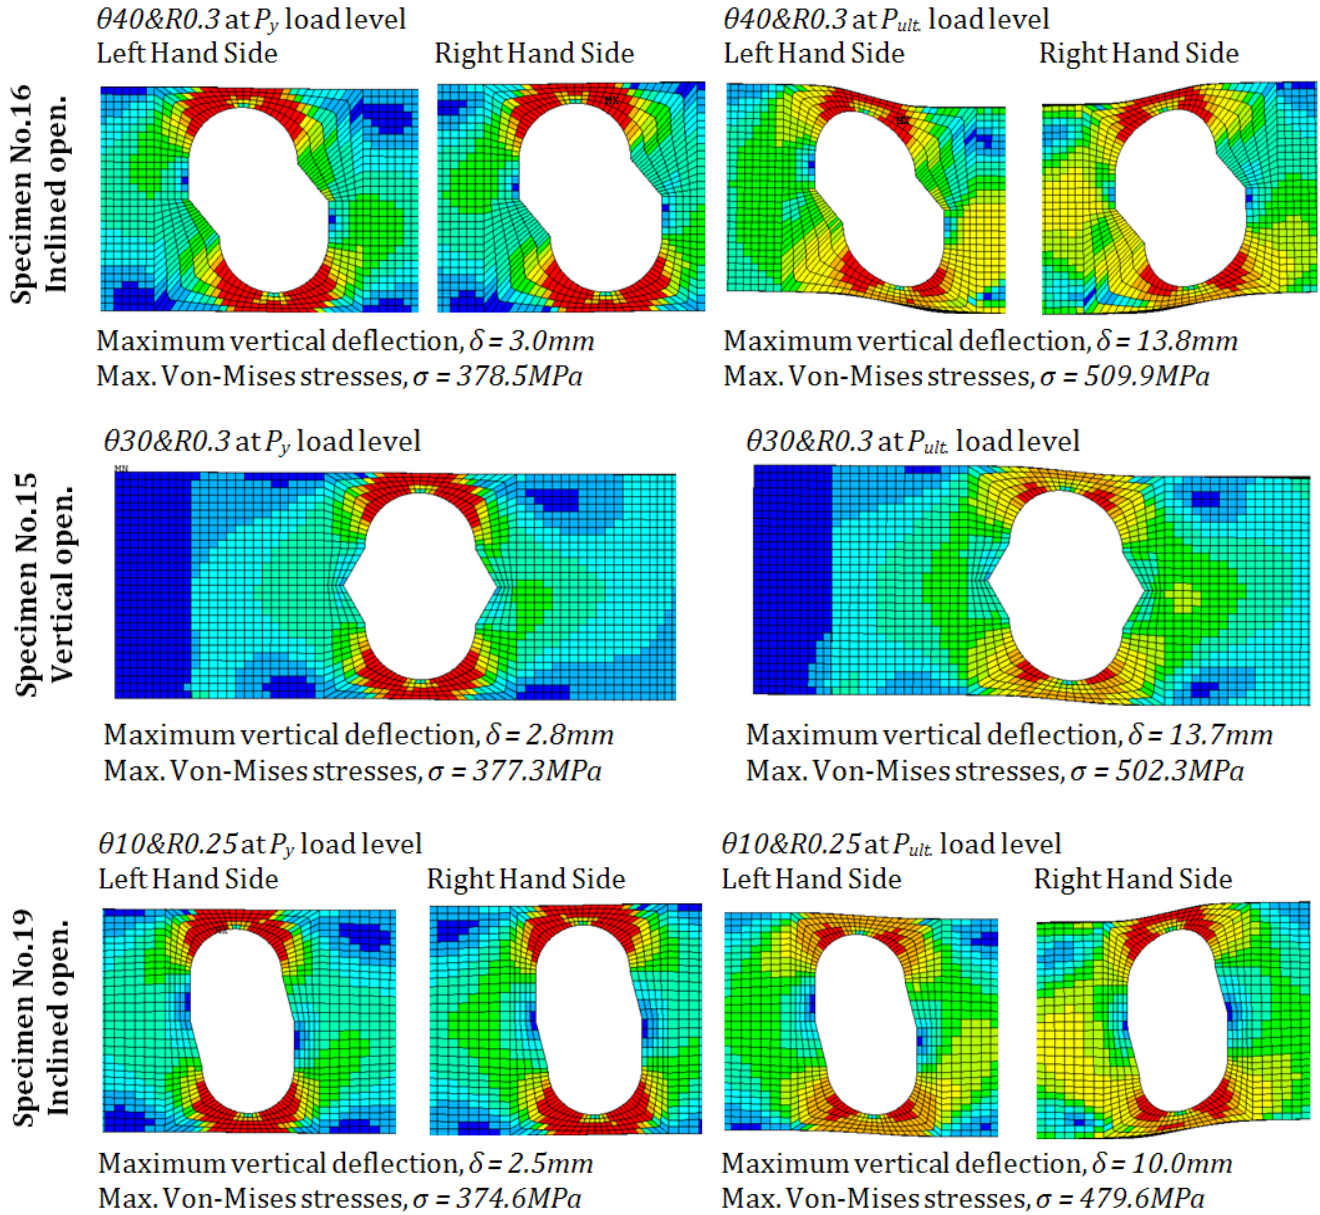 θ40&R0.3 at Py load level
Left Hand Side
Right Hand Side
θ40&R0.3 at Pult. load level
Left Hand Side
Right Hand Side
Specimen No.16
Inclined open.
MX
MX
Maximum vertical deflection, δ = 3.0mm
Max. Von-Mises stresses, σ = 378.5MPa
Maximum vertical deflection, δ = 13.8mm
Max. Von-Mises stresses, σ = 509.9MPa
θ30&R0.3 at Py load level
θ30&R0.3 at Pult. load level
Specimen No.15
Vertical open.
MN
Maximum vertical deflection, δ = 2.8mm
Max. Von-Mises stresses, σ = 377.3MPa
Maximum vertical deflection, δ = 13.7mm
Max. Von-Mises stresses, σ = 502.3MPa
θ10&R0.25 at Py load level
Left Hand Side
Right Hand Side
θ10&R0.25 at Pult. load level
Left Hand Side
Right Hand Side
Specimen No.19
Inclined open.
MX
Maximum vertical deflection, δ = 2.5mm
Max. Von-Mises stresses, σ = 374.6MPa
Maximum vertical deflection, δ = 10.0mm
Max. Von-Mises stresses, σ = 479.6MPa